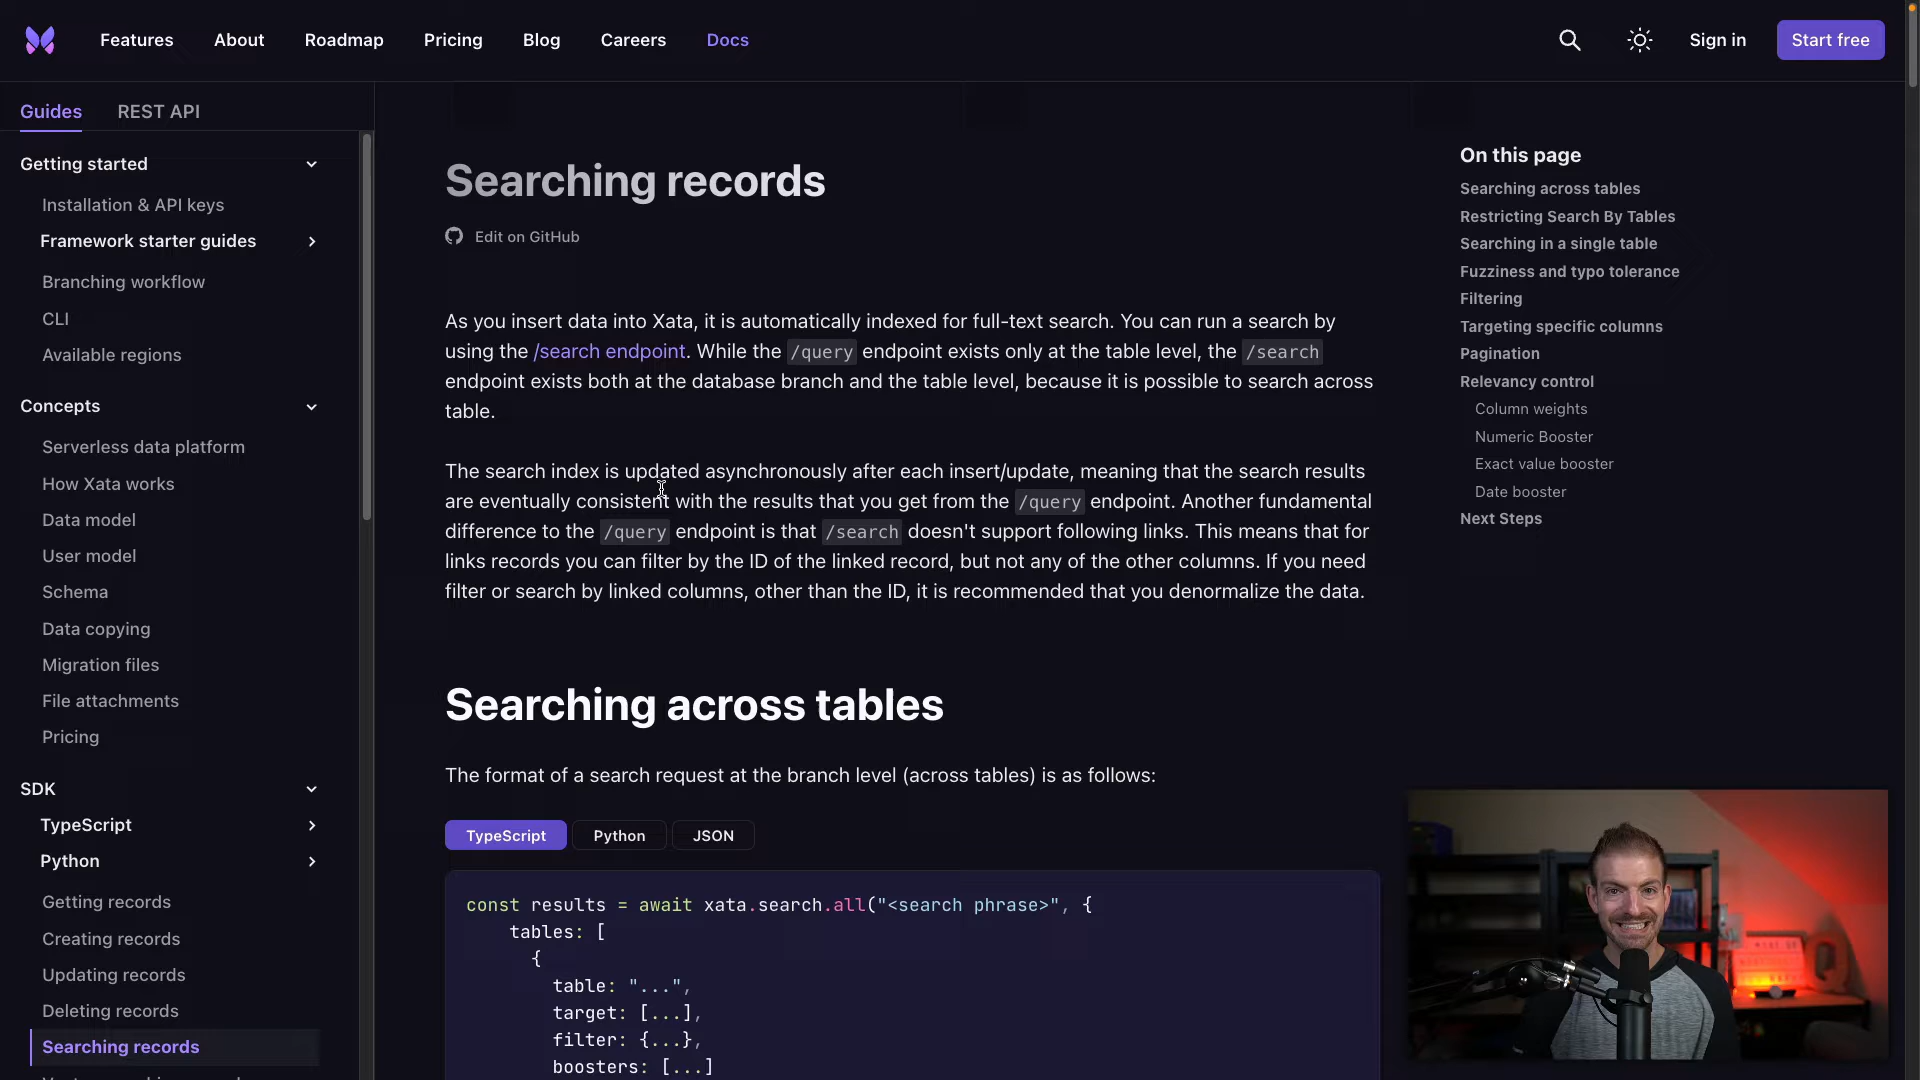 Features
About
Roadmap
Pricing
Blog
Careers
Docs
Sign in
Start free
Guides
REST API
Getting started
Installation & API keys
Framework starter guides
Branching workflow
CLI
Available regions
Concepts
Serverless data platform
How Xata works
Data model
User model
Schema
Data copying
Migration files
File attachments
Pricing
SDK
TypeScript
Python
Getting records
Creating records
Updating records
Deleting records
Searching records
Searching records
Edit on GitHub
As you insert data into Xata, it is automatically indexed for full-text search. You can run a search by
using the /search endpoint. While the /query endpoint exists only at the table level, the /search
endpoint exists both at the database branch and the table level, because it is possible to search across
table.
The search index is updated asynchronously after each insert/update, meaning that the search results
are eventually consistent with the results that you get from the /query endpoint. Another fundamental
difference to the /query endpoint is that /search doesn't support following links. This means that for
links records you can filter by the ID of the linked record, but not any of the other columns. If you need
filter or search by linked columns, other than the ID, it is recommended that you denormalize the data.
Searching across tables
The format of a search request at the branch level (across tables) is as follows:
TypeScript
Python
JSON
const results = await xata.search.all("<search phrase>", {
tables: [
{
table: "...",
target: [...],
filter: {...},
boosters: [...]
On this page
Searching across tables
Restricting Search By Tables
Searching in a single table
Fuzziness and typo tolerance
Filtering
Targeting specific columns
Pagination
Relevancy control
Column weights
Numeric Booster
Exact value booster
Date booster
Next Steps